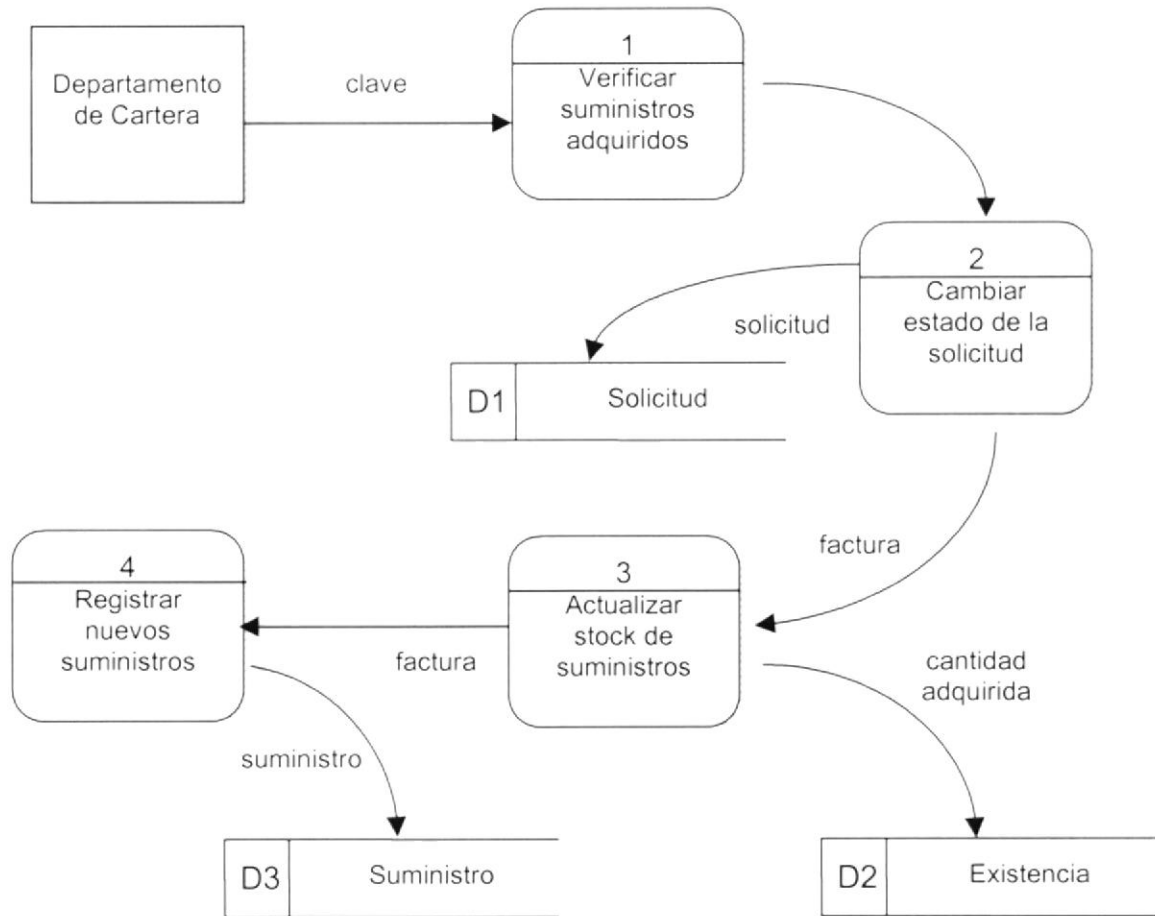 Departamento
de Cartera
clave
1
Verificar
suministros
adquiridos
2
Cambiar
estado de la
solicitud
solicitud
D1
Solicitud
factura
3
Actualizar
stock de
suministros
factura
4
Registrar
nuevos
suministros
cantidad
adquirida
suministro
D3
Suministro
D2
Existencia